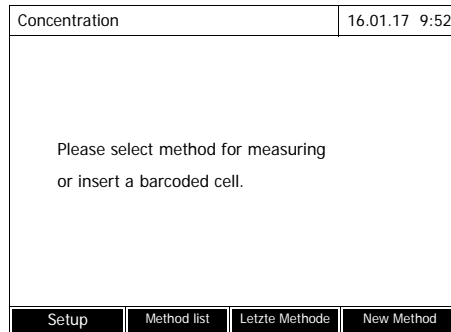 Concentration 16.01.17 9:52
Please select method for measuring
or insert a barcoded cell.
Setup Method list Letzte Methode New Method